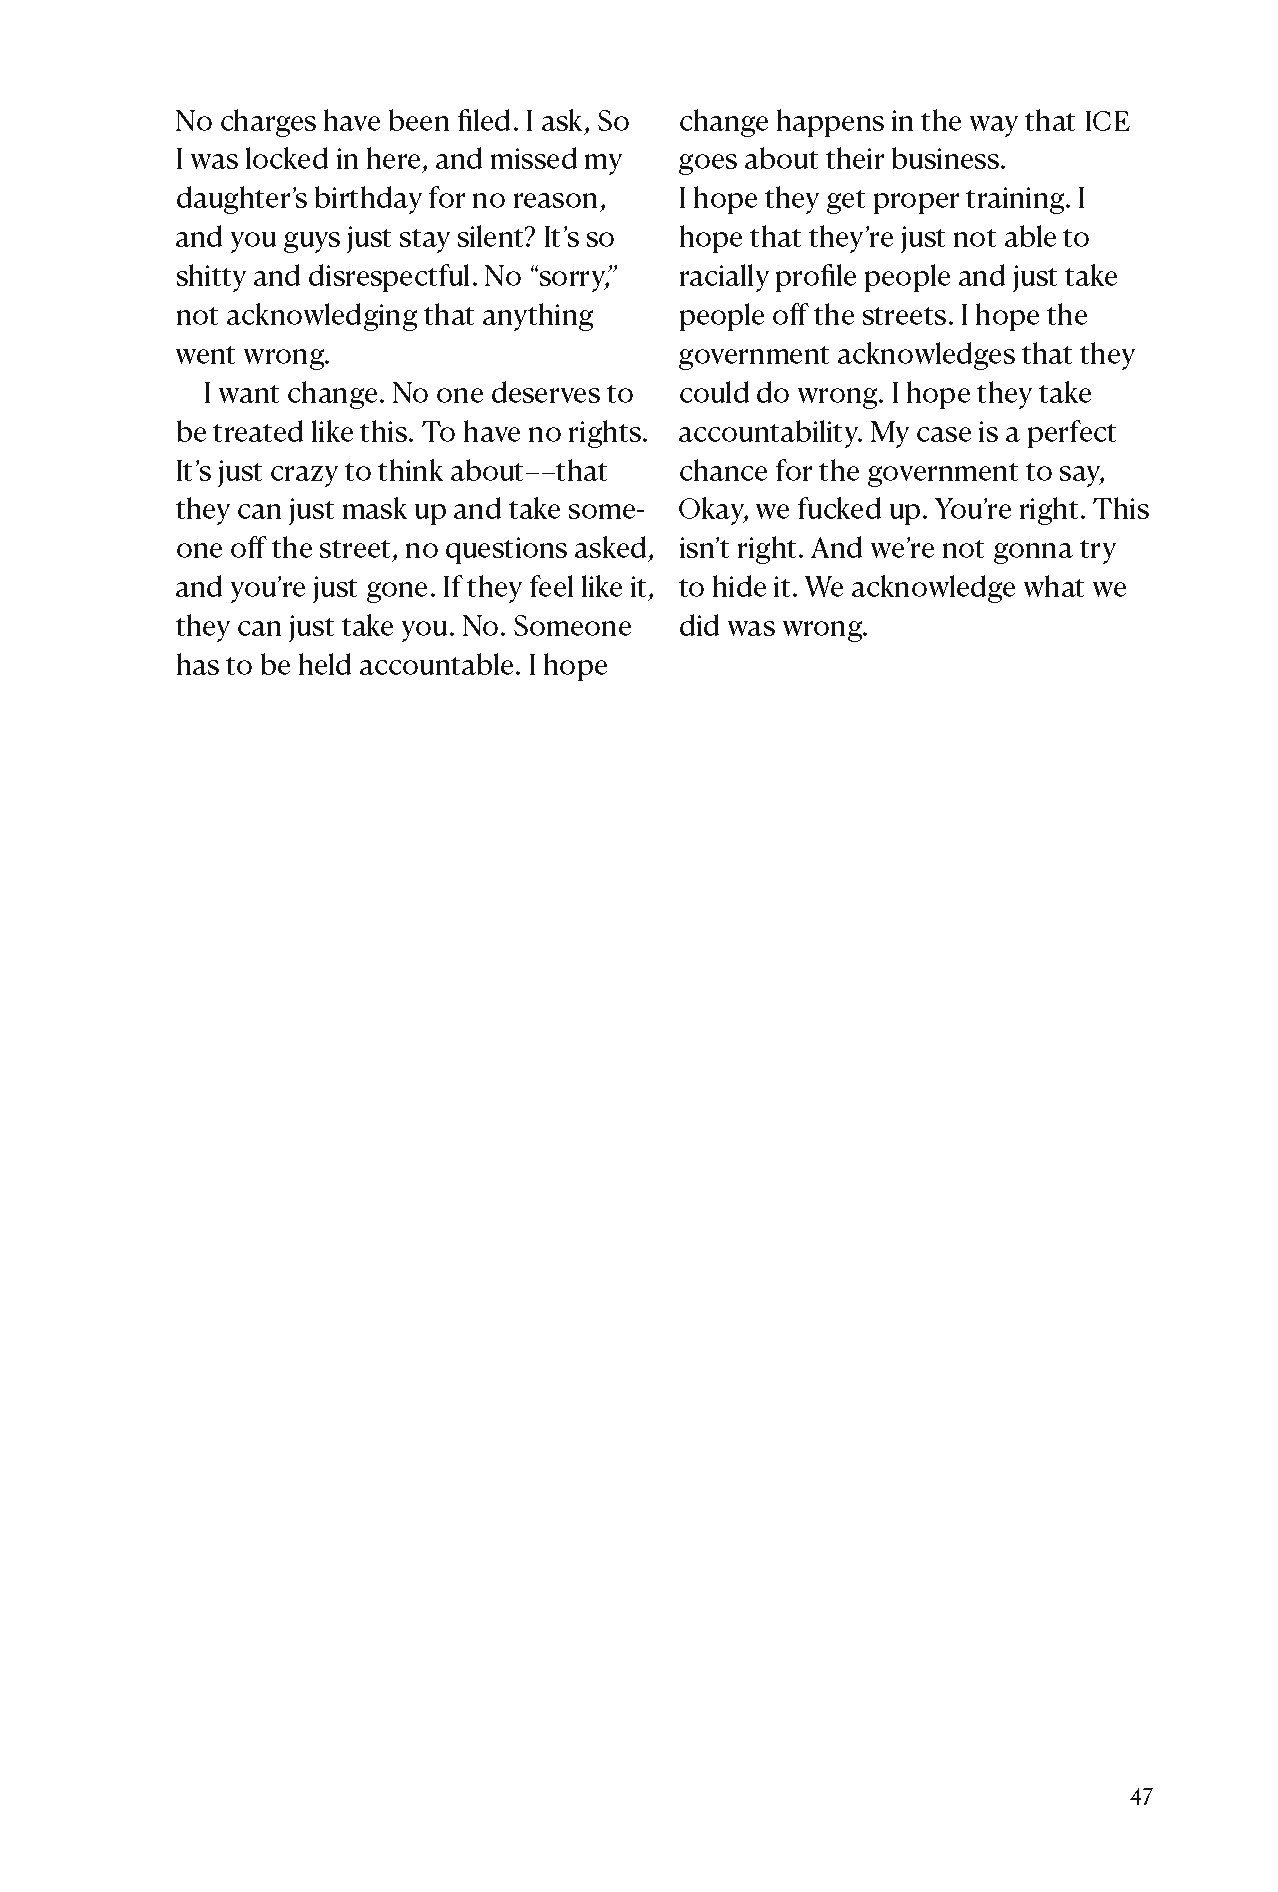 No charges have been filed. I ask, So
I was locked in here, and missed my
daughter’s birthday for no reason,
and you guys just stay silent? It’s so
shitty and disrespectful. No “sorry,”
not acknowledging that anything
went wrong.
I want change. No one deserves to
be treated like this. To have no rights.
It’s just crazy to think about––that
they can just mask up and take some-
one off the street, no questions asked,
and you’re just gone. If they feel like it,
they can just take you. No. Someone
has to be held accountable. I hope
change happens in the way that ICE
goes about their business.
I hope they get proper training. I
hope that they’re just not able to
racially profile people and just take
people off the streets. I hope the
government acknowledges that they
could do wrong. I hope they take
accountability. My case is a perfect
chance for the government to say,
Okay, we fucked up. You’re right. This
isn’t right. And we’re not gonna try
to hide it. We acknowledge what we
did was wrong.
47